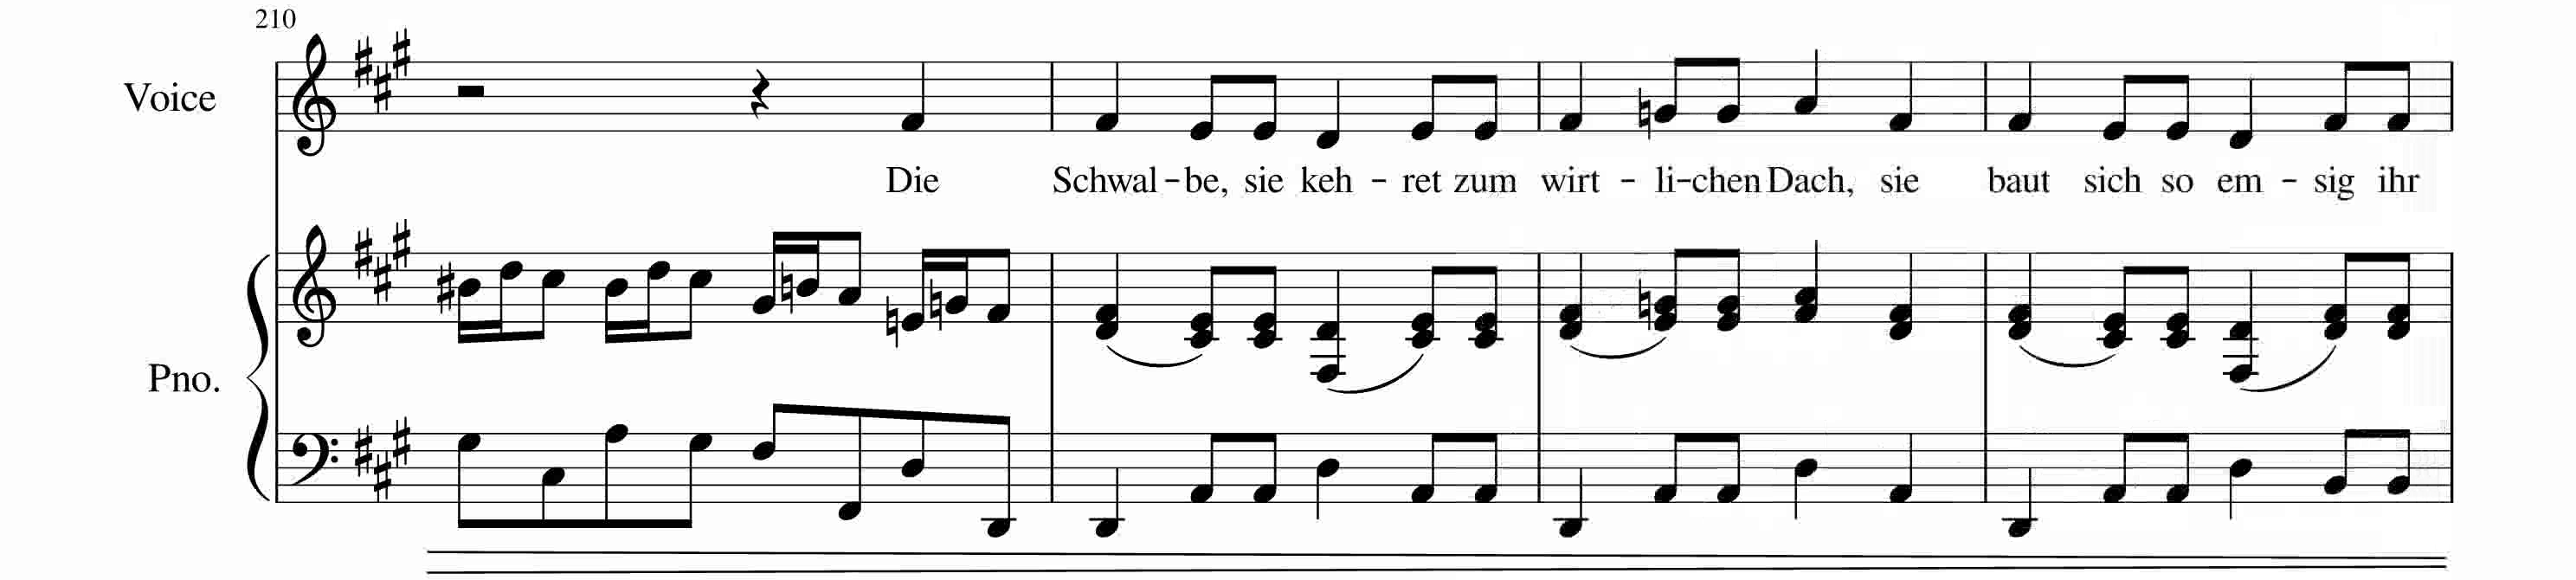 210
Voice
Die Schwal - be, sie keh - ret zum wirt - li - chen Dach, sie baut sich so em - sig ihr
Pno.